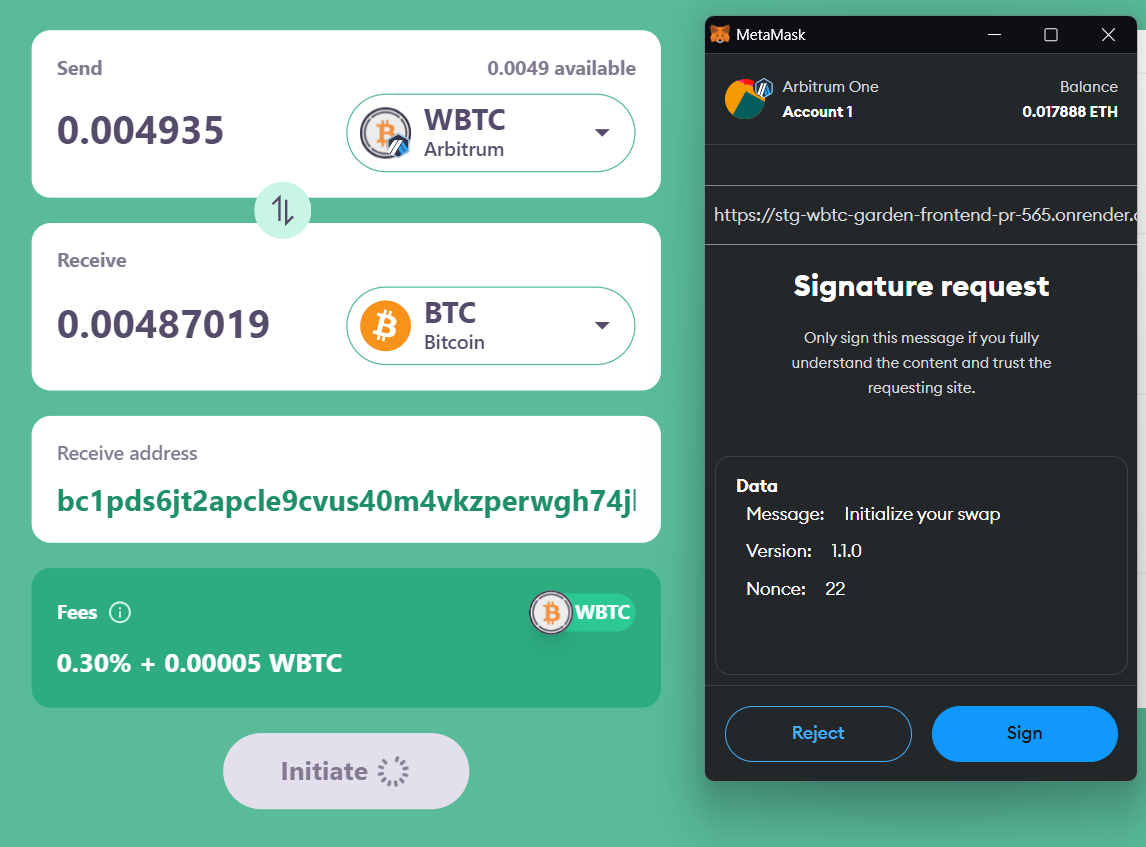 Send
0.0049 available
0.004935
WBTC
Arbitrum
Receive
0.00487019
BTC
Bitcoin
Receive address
bc1pds6jt2apcle9cvus40m4vkzperwgh74j
Fees
WBTC
0.30% + 0.00005 WBTC
Initiate
MetaMask
Arbitrum One
Balance
Account 1
0.017888 ETH
https://stg-wbtc-garden-frontend-pr-565.onrender.
Signature request
Only sign this message if you fully
understand the content and trust the
requesting site.
Data
Message: Initialize your swap
Version: 1.1.0
Nonce: 22
Reject
Sign